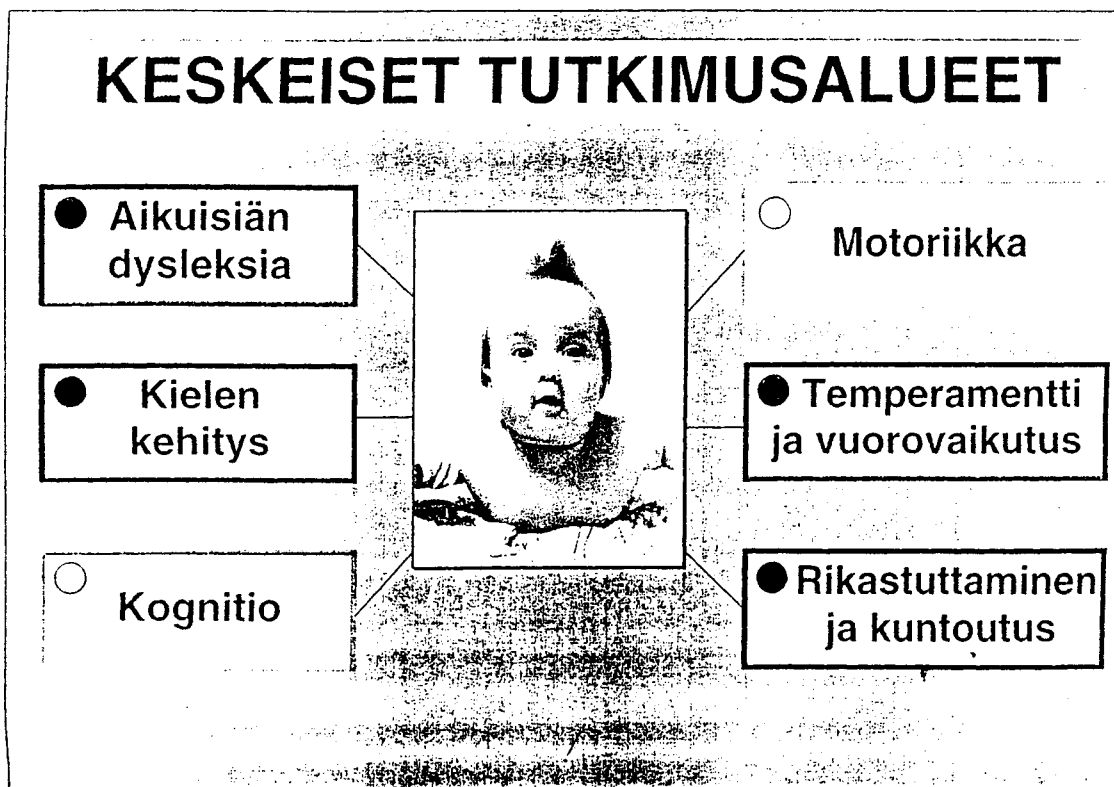 KESKEISET TUTKIMUSALUEET
Aikuisiän
dysleksia
Kielen
kehitys
Kognitio
Motoriikka
Temperamentti
ja vuorovaikutus
Rikastuttaminen
ja kuntoutus